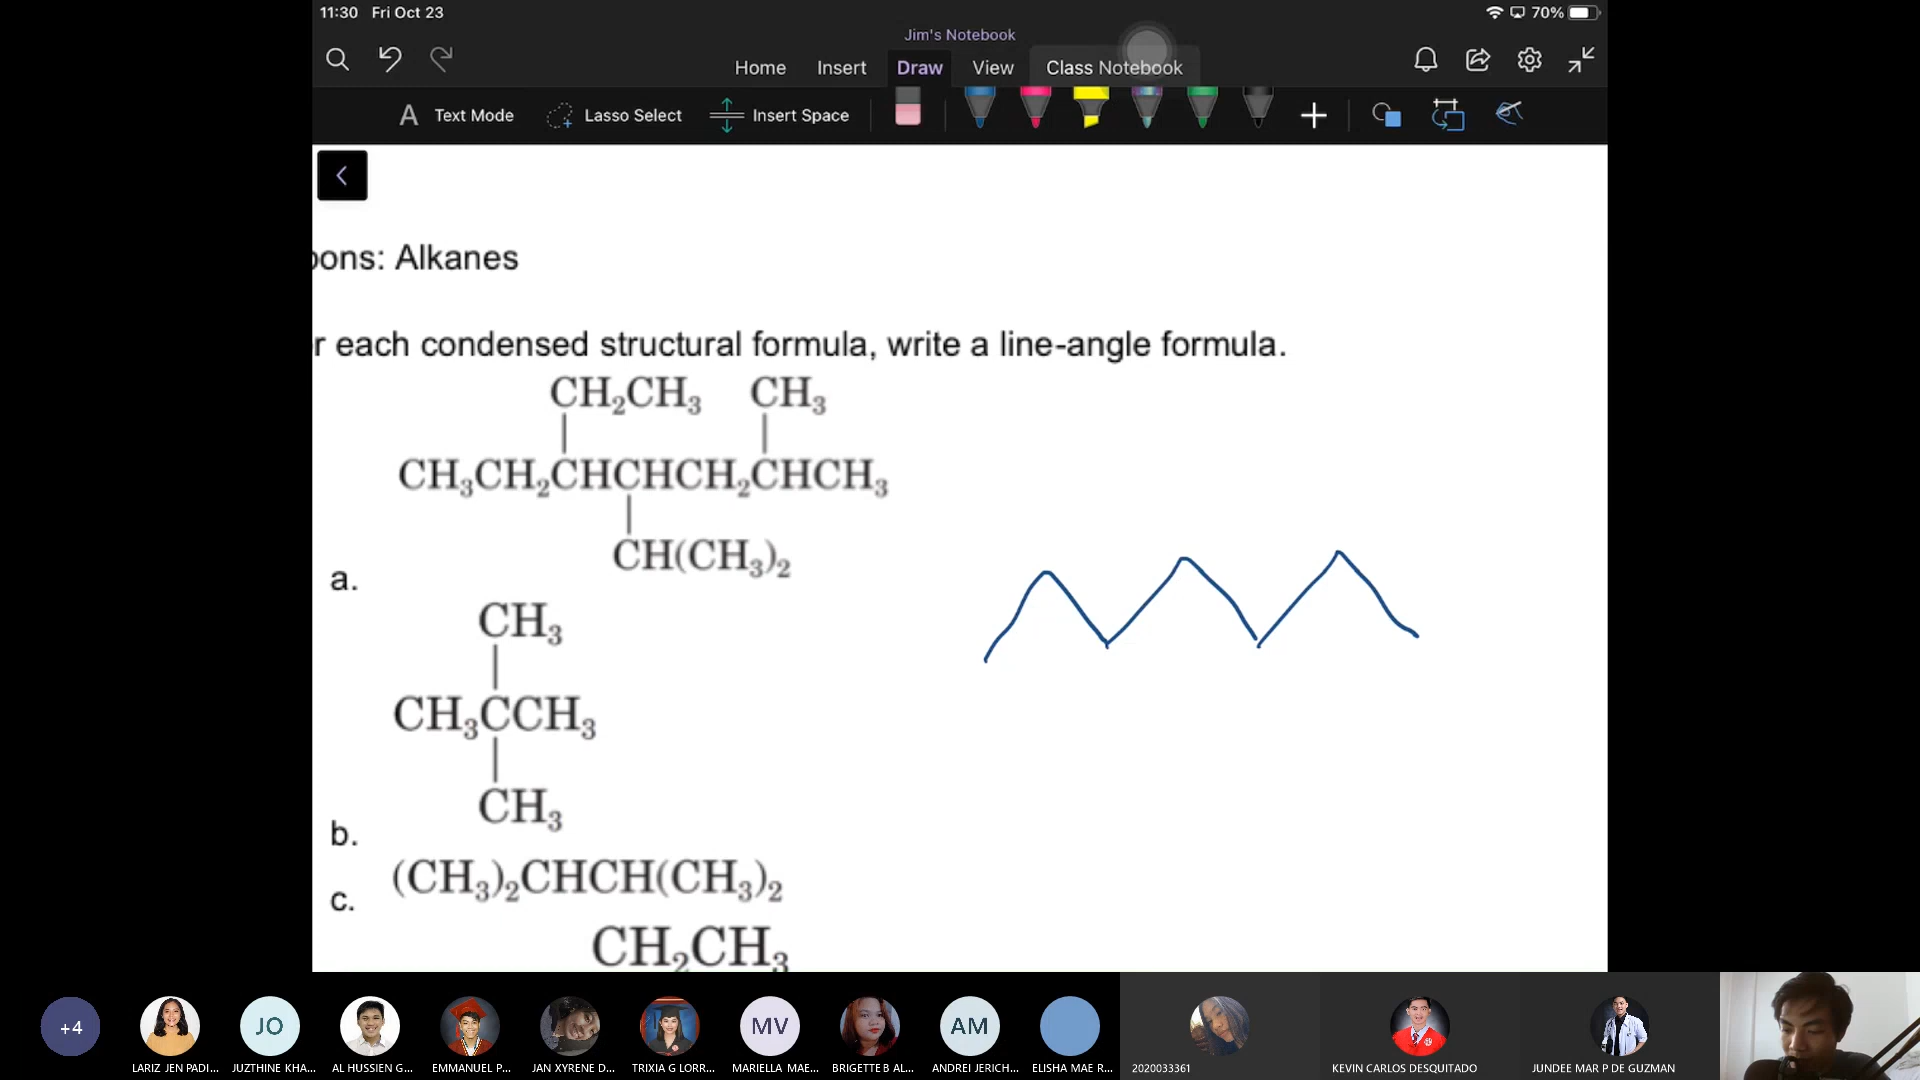 11:30 Fri Oct 23
70%
Jim's Notebook
Home Insert Draw View Class Notebook
A Text Mode Lasso Select Insert Space
bons: Alkanes
r each condensed structural formula, write a line-angle formula.
CH₂CH₃ CH₃
CH₃CH₂CHCHCH₂CHCH₃
CH(CH₃)₂
a.
CH₃
CH₃CCH₃
CH₃
b.
(CH₃)₂CHCH(CH₃)₂
c.
CH₂CH₃
+4 JO MV AM
LARIZ JEN PADI... JUZTHINE KHA... AL HUSSIEN G... EMMANUEL P... JAN XYRENE D... TRIXIA G LORR... MARIELLA MAE... BRIGETTE B AL... ANDREI JERICH... ELISHA MAE R... 2020033361 KEVIN CARLOS DESQUITADO JUNDEE MAR P DE GUZMAN